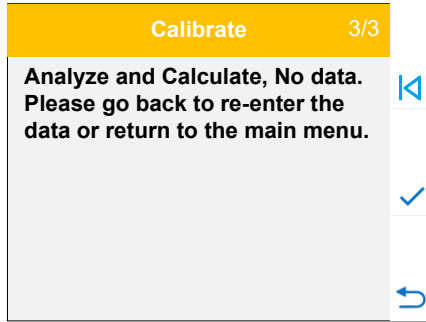 Calibrate 3/3
Analyze and Calculate, No data.
Please go back to re-enter the
data or return to the main menu.